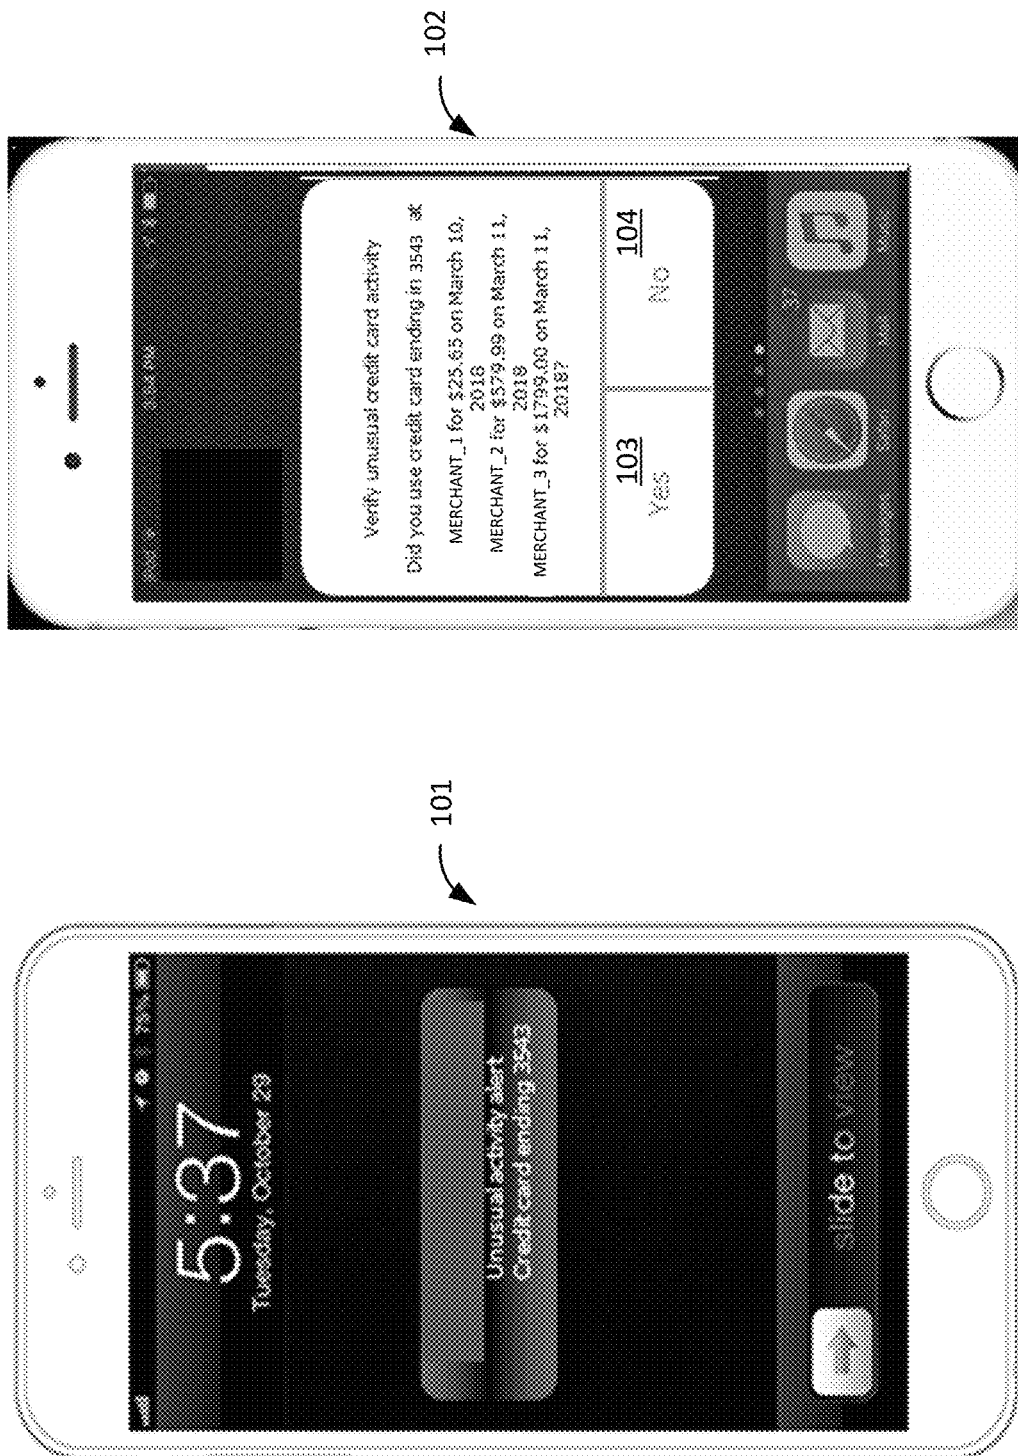 101
75%
5:37
Tuesday, October 29
Unusual activity alert
Credit card ending 3543
Slide to view
102
Verify unusual credit card activity
Did you use credit card ending in 3543 at
MERCHANT_1 for $25.65 on March 10,
2018
MERCHANT_2 for $579.99 on March 11,
2018
MERCHANT_3 for $1799.00 on March 11,
2018?
103
Yes
104
No